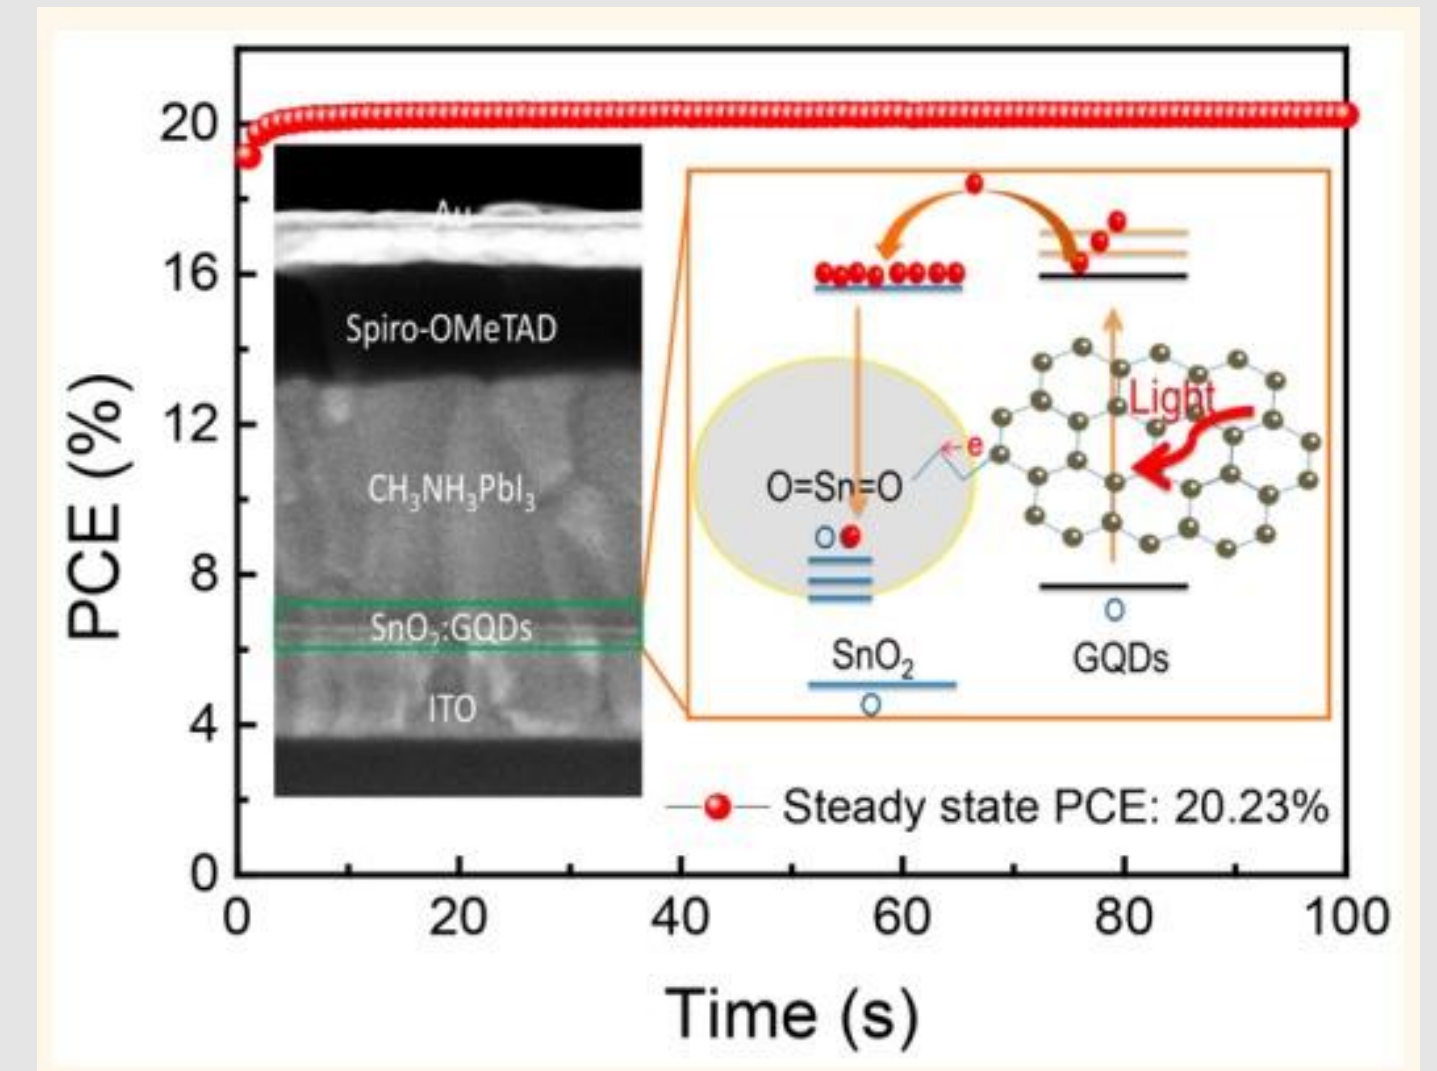 PCE (%)
20
16
12
8
4
0
0 20 40 60 80 100
Time (s)
Au
Spiro-OMeTAD
CH₃NH₃PbI₃
SnO₂:GQDs
ITO
Light
e
O=Sn=O
O
O
SnO₂
GQDs
O
Steady state PCE: 20.23%